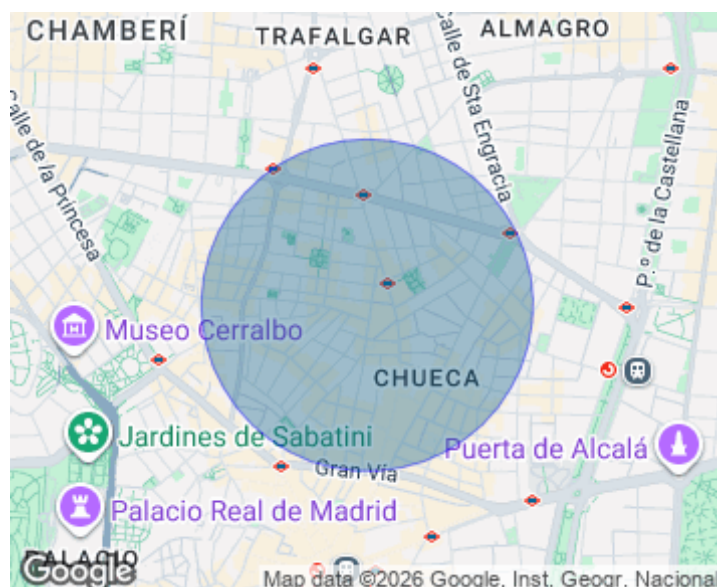 CHAMBERÍ
TRAFALGAR
ALMAGRO
Calle de Sta Engracia
Calle de la Princesa
P.º de la Castellana
Museo Cerralbo
CHUECA
Jardines de Sabatini
Puerta de Alcalá
Gran Vía
Palacio Real de Madrid
PALACIO
Google
Map data ©2026 Google, Inst. Geogr. Nacional